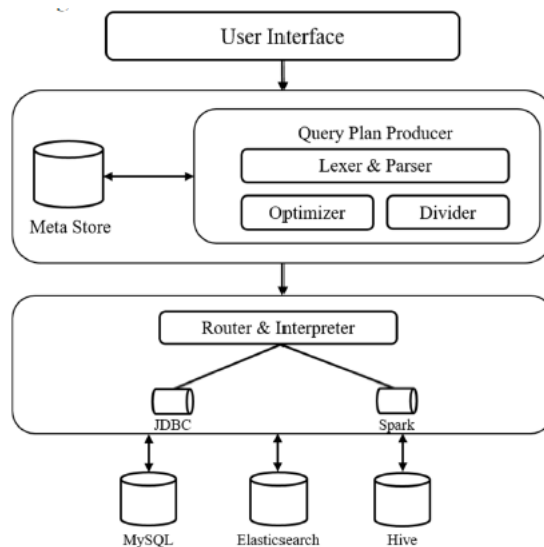 User Interface
Query Plan Producer
Lexer & Parser
Optimizer
Divider
Meta Store
Router & Interpreter
JDBC
Spark
MySQL
Elasticsearch
Hive